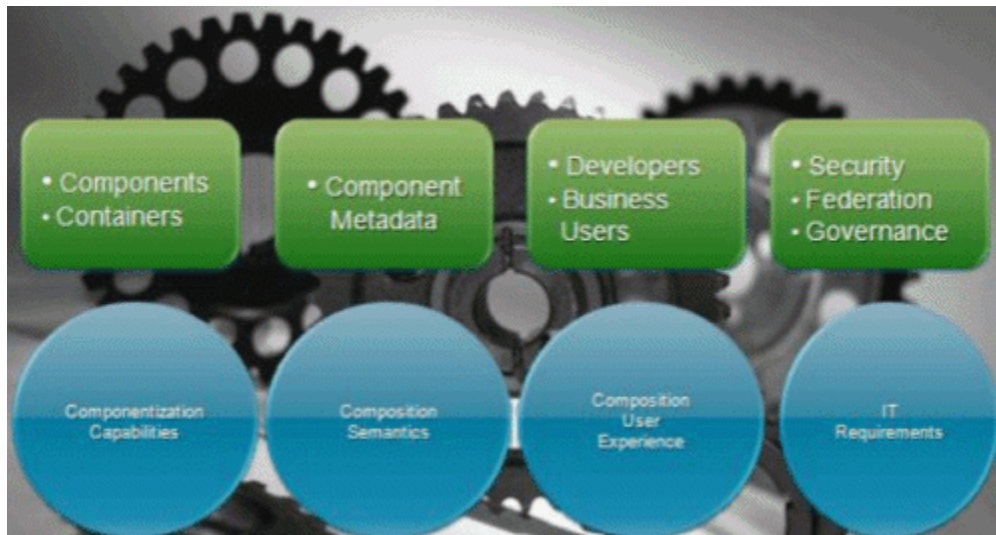 • Components
• Containers
• Component
Metadata
• Developers
• Business
Users
• Security
• Federation
• Governance
Componentization
Capabilities
Composition
Semantics
Composition
User
Experience
IT
Requirements